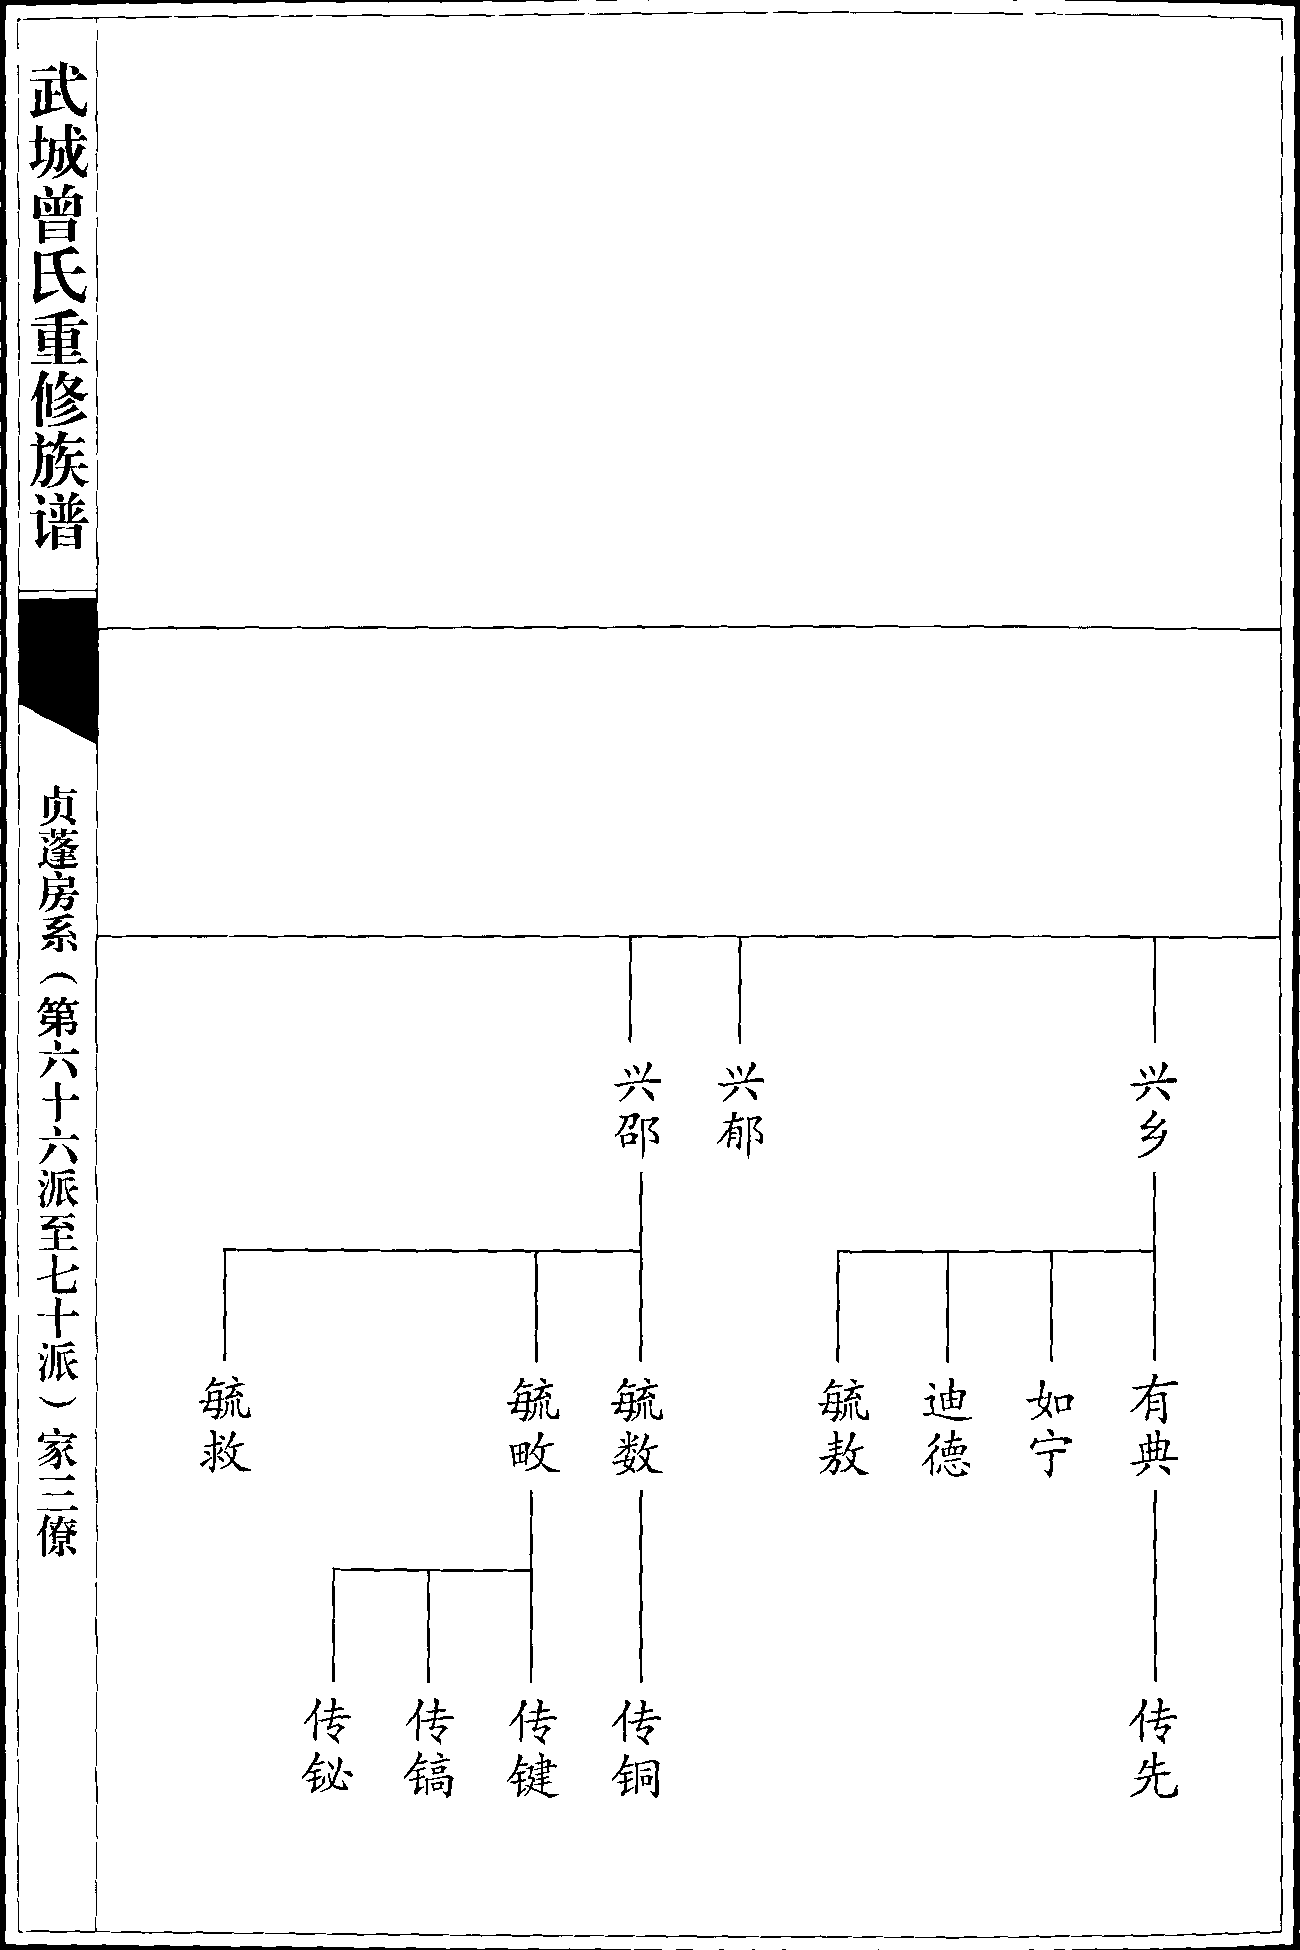 武城曾氏重修族谱
贞蓬房系（第六十六派至七十派）家三僚
兴乡
兴郁
兴邵
有典
如宁
迪德
毓敖
毓数
毓畋
毓救
传先
传铜
传键
传镐
传铋